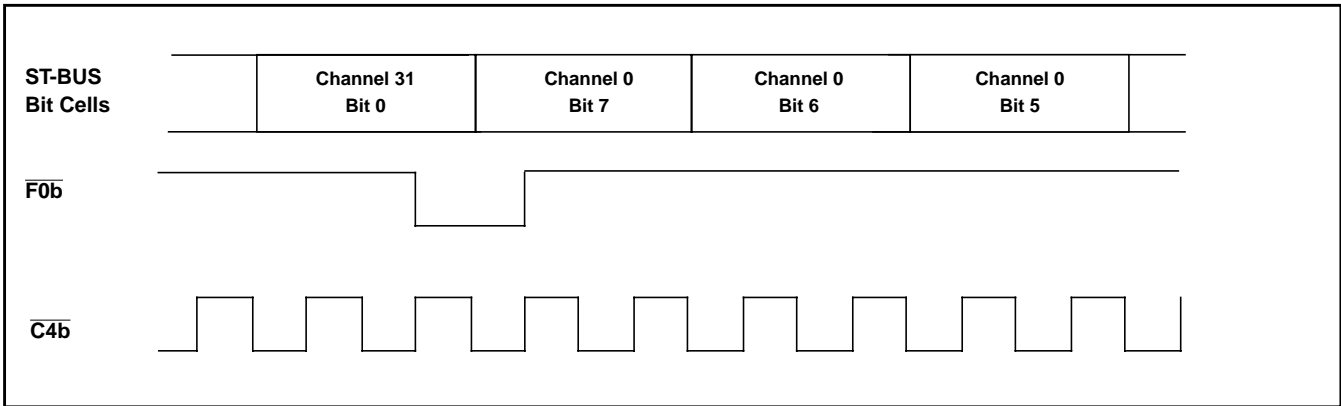 ST-BUS
Bit Cells
Channel 31
Bit 0
Channel 0
Bit 7
Channel 0
Bit 6
Channel 0
Bit 5
F0b
C4b